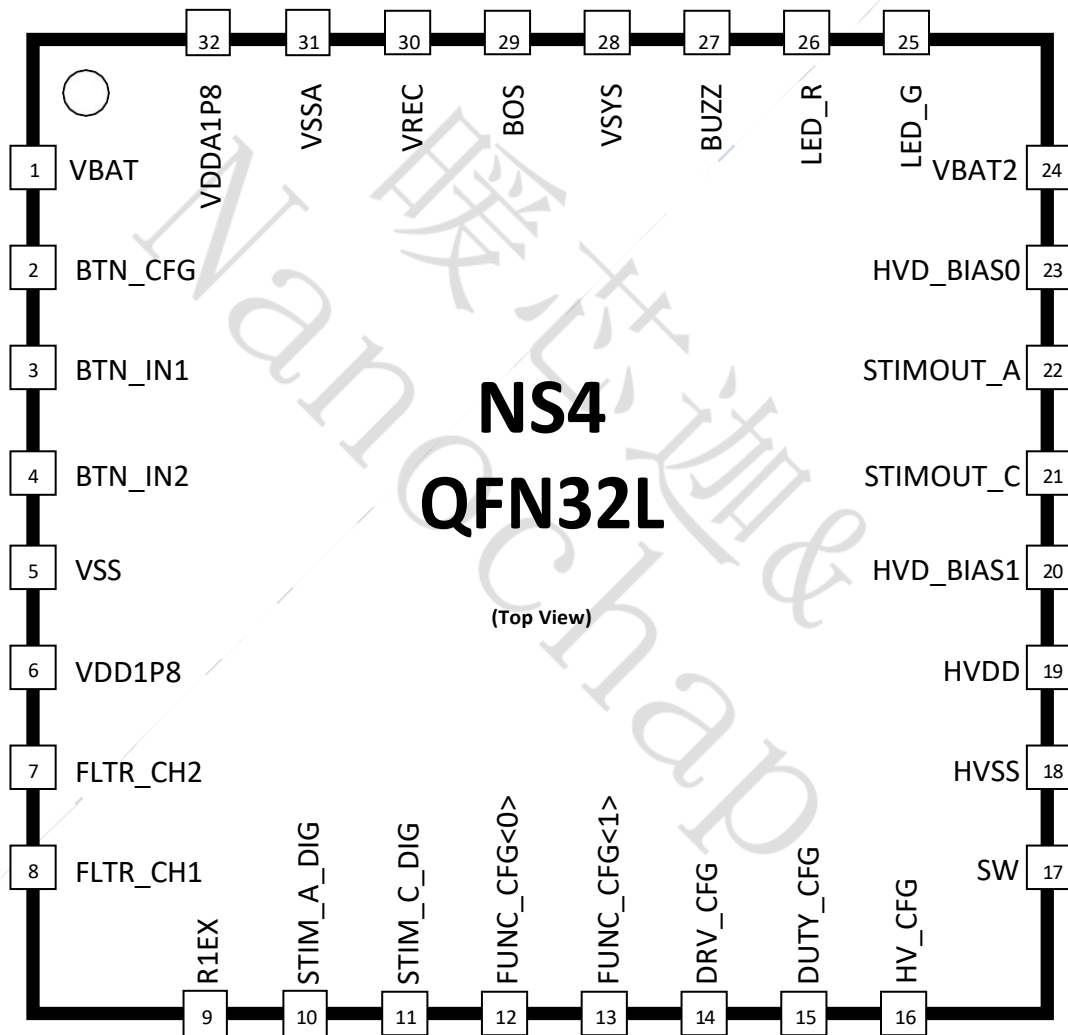 32 31 30 29 28 27 26 25
VDDA1P8 VSSA VREC BOS VSYS BUZZ LED_R LED_G
1 VBAT VBAT2 24
2 BTN_CFG HVD_BIAS0 23
3 BTN_IN1 STIMOUT_A 22
4 BTN_IN2 STIMOUT_C 21
5 VSS HVD_BIAS1 20
6 VDD1P8 HVDD 19
7 FLTR_CH2 HVSS 18
8 FLTR_CH1 SW 17
NS4
QFN32L
(Top View)
R1EX STIM_A_DIG STIM_C_DIG FUNC_CFG<0> FUNC_CFG<1> DRV_CFG DUTY_CFG HV_CFG
9 10 11 12 13 14 15 16
暖芯迦&
Nanochap